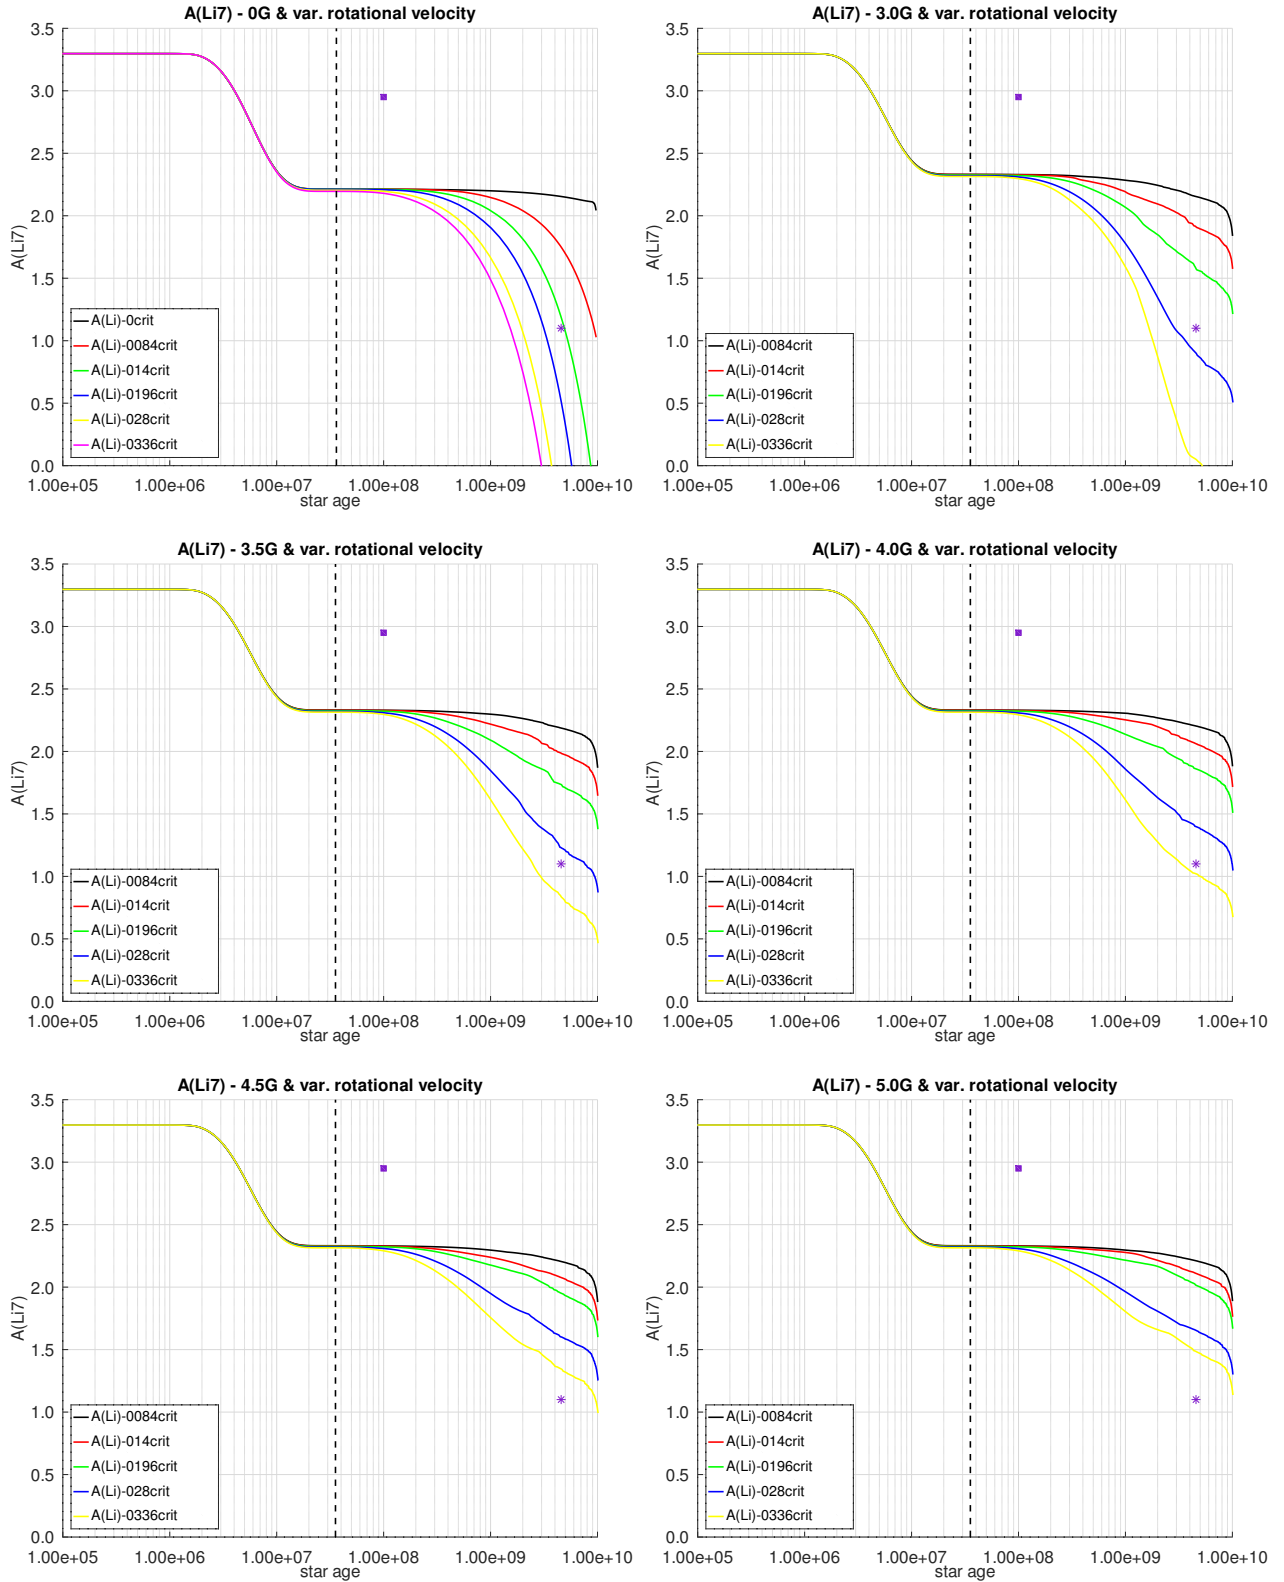 A(Li7) - 0G & var. rotational velocity
3.5
3.0
2.5
2.0
1.5
1.0
0.5
0.0
A(Li7)
A(Li)-0crit
A(Li)-0084crit
A(Li)-014crit
A(Li)-0196crit
A(Li)-028crit
A(Li)-0336crit
1.00e+05 1.00e+06 1.00e+07 1.00e+08 1.00e+09 1.00e+10
star age
A(Li7) - 3.0G & var. rotational velocity
3.5
3.0
2.5
2.0
1.5
1.0
0.5
0.0
A(Li7)
A(Li)-0084crit
A(Li)-014crit
A(Li)-0196crit
A(Li)-028crit
A(Li)-0336crit
1.00e+05 1.00e+06 1.00e+07 1.00e+08 1.00e+09 1.00e+10
star age
A(Li7) - 3.5G & var. rotational velocity
3.5
3.0
2.5
2.0
1.5
1.0
0.5
0.0
A(Li7)
A(Li)-0084crit
A(Li)-014crit
A(Li)-0196crit
A(Li)-028crit
A(Li)-0336crit
1.00e+05 1.00e+06 1.00e+07 1.00e+08 1.00e+09 1.00e+10
star age
A(Li7) - 4.0G & var. rotational velocity
3.5
3.0
2.5
2.0
1.5
1.0
0.5
0.0
A(Li7)
A(Li)-0084crit
A(Li)-014crit
A(Li)-0196crit
A(Li)-028crit
A(Li)-0336crit
1.00e+05 1.00e+06 1.00e+07 1.00e+08 1.00e+09 1.00e+10
star age
A(Li7) - 4.5G & var. rotational velocity
3.5
3.0
2.5
2.0
1.5
1.0
0.5
0.0
A(Li7)
A(Li)-0084crit
A(Li)-014crit
A(Li)-0196crit
A(Li)-028crit
A(Li)-0336crit
1.00e+05 1.00e+06 1.00e+07 1.00e+08 1.00e+09 1.00e+10
star age
A(Li7) - 5.0G & var. rotational velocity
3.5
3.0
2.5
2.0
1.5
1.0
0.5
0.0
A(Li7)
A(Li)-0084crit
A(Li)-014crit
A(Li)-0196crit
A(Li)-028crit
A(Li)-0336crit
1.00e+05 1.00e+06 1.00e+07 1.00e+08 1.00e+09 1.00e+10
star age